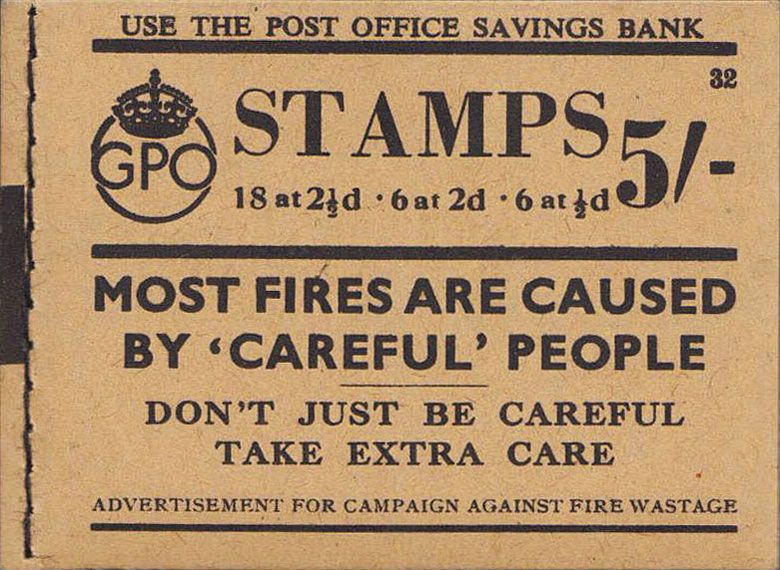 USE THE POST OFFICE SAVINGS BANK
32
STAMPS 5/-
GPO
18 at 2½d · 6 at 2d · 6 at ½d
MOST FIRES ARE CAUSED
BY ‘CAREFUL’ PEOPLE
DON'T JUST BE CAREFUL
TAKE EXTRA CARE
ADVERTISEMENT FOR CAMPAIGN AGAINST FIRE WASTAGE